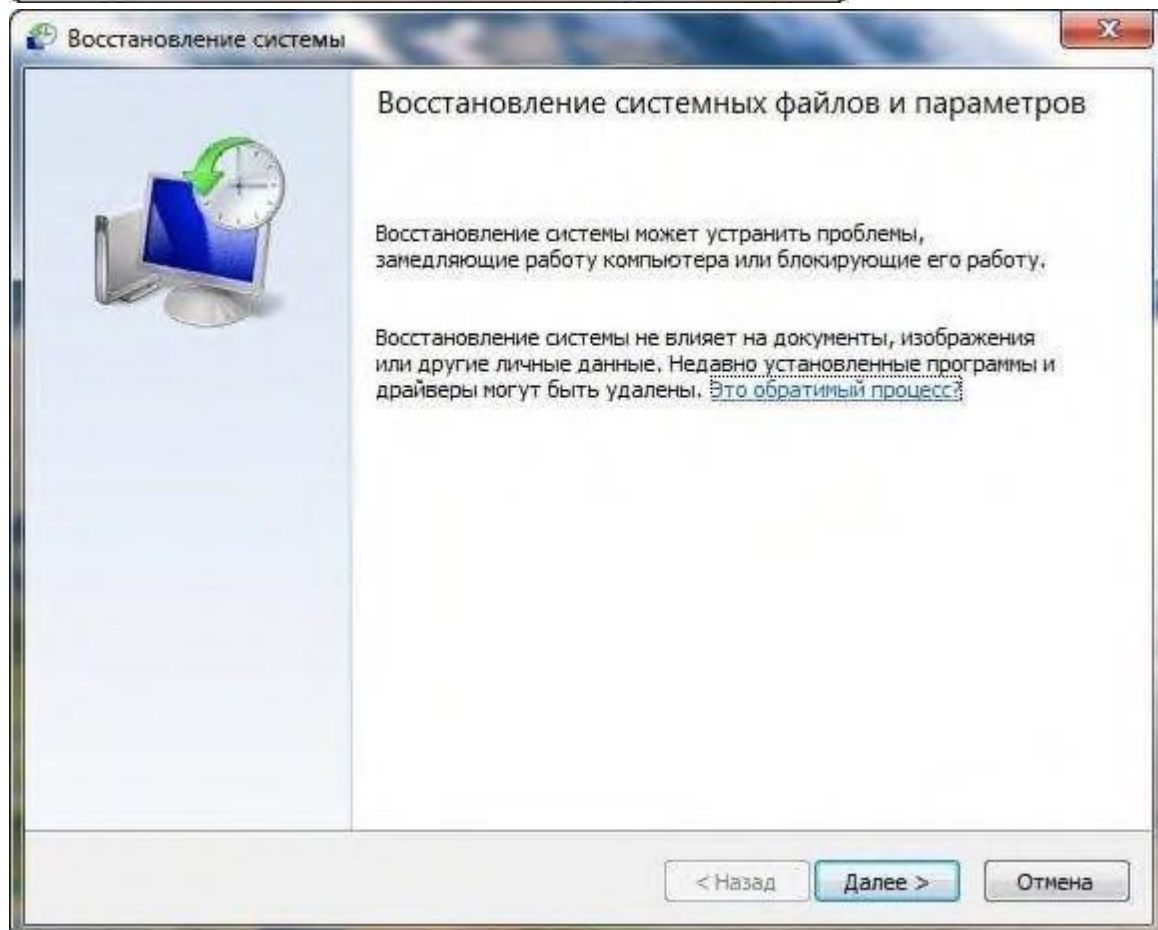 Восстановление системы
Восстановление системных файлов и параметров
Восстановление системы может устранить проблемы,
замедляющие работу компьютера или блокирующие его работу.
Восстановление системы не влияет на документы, изображения
или другие личные данные. Недавно установленные программы и
драйверы могут быть удалены. Это обратимый процесс?
< Назад Далее > Отмена